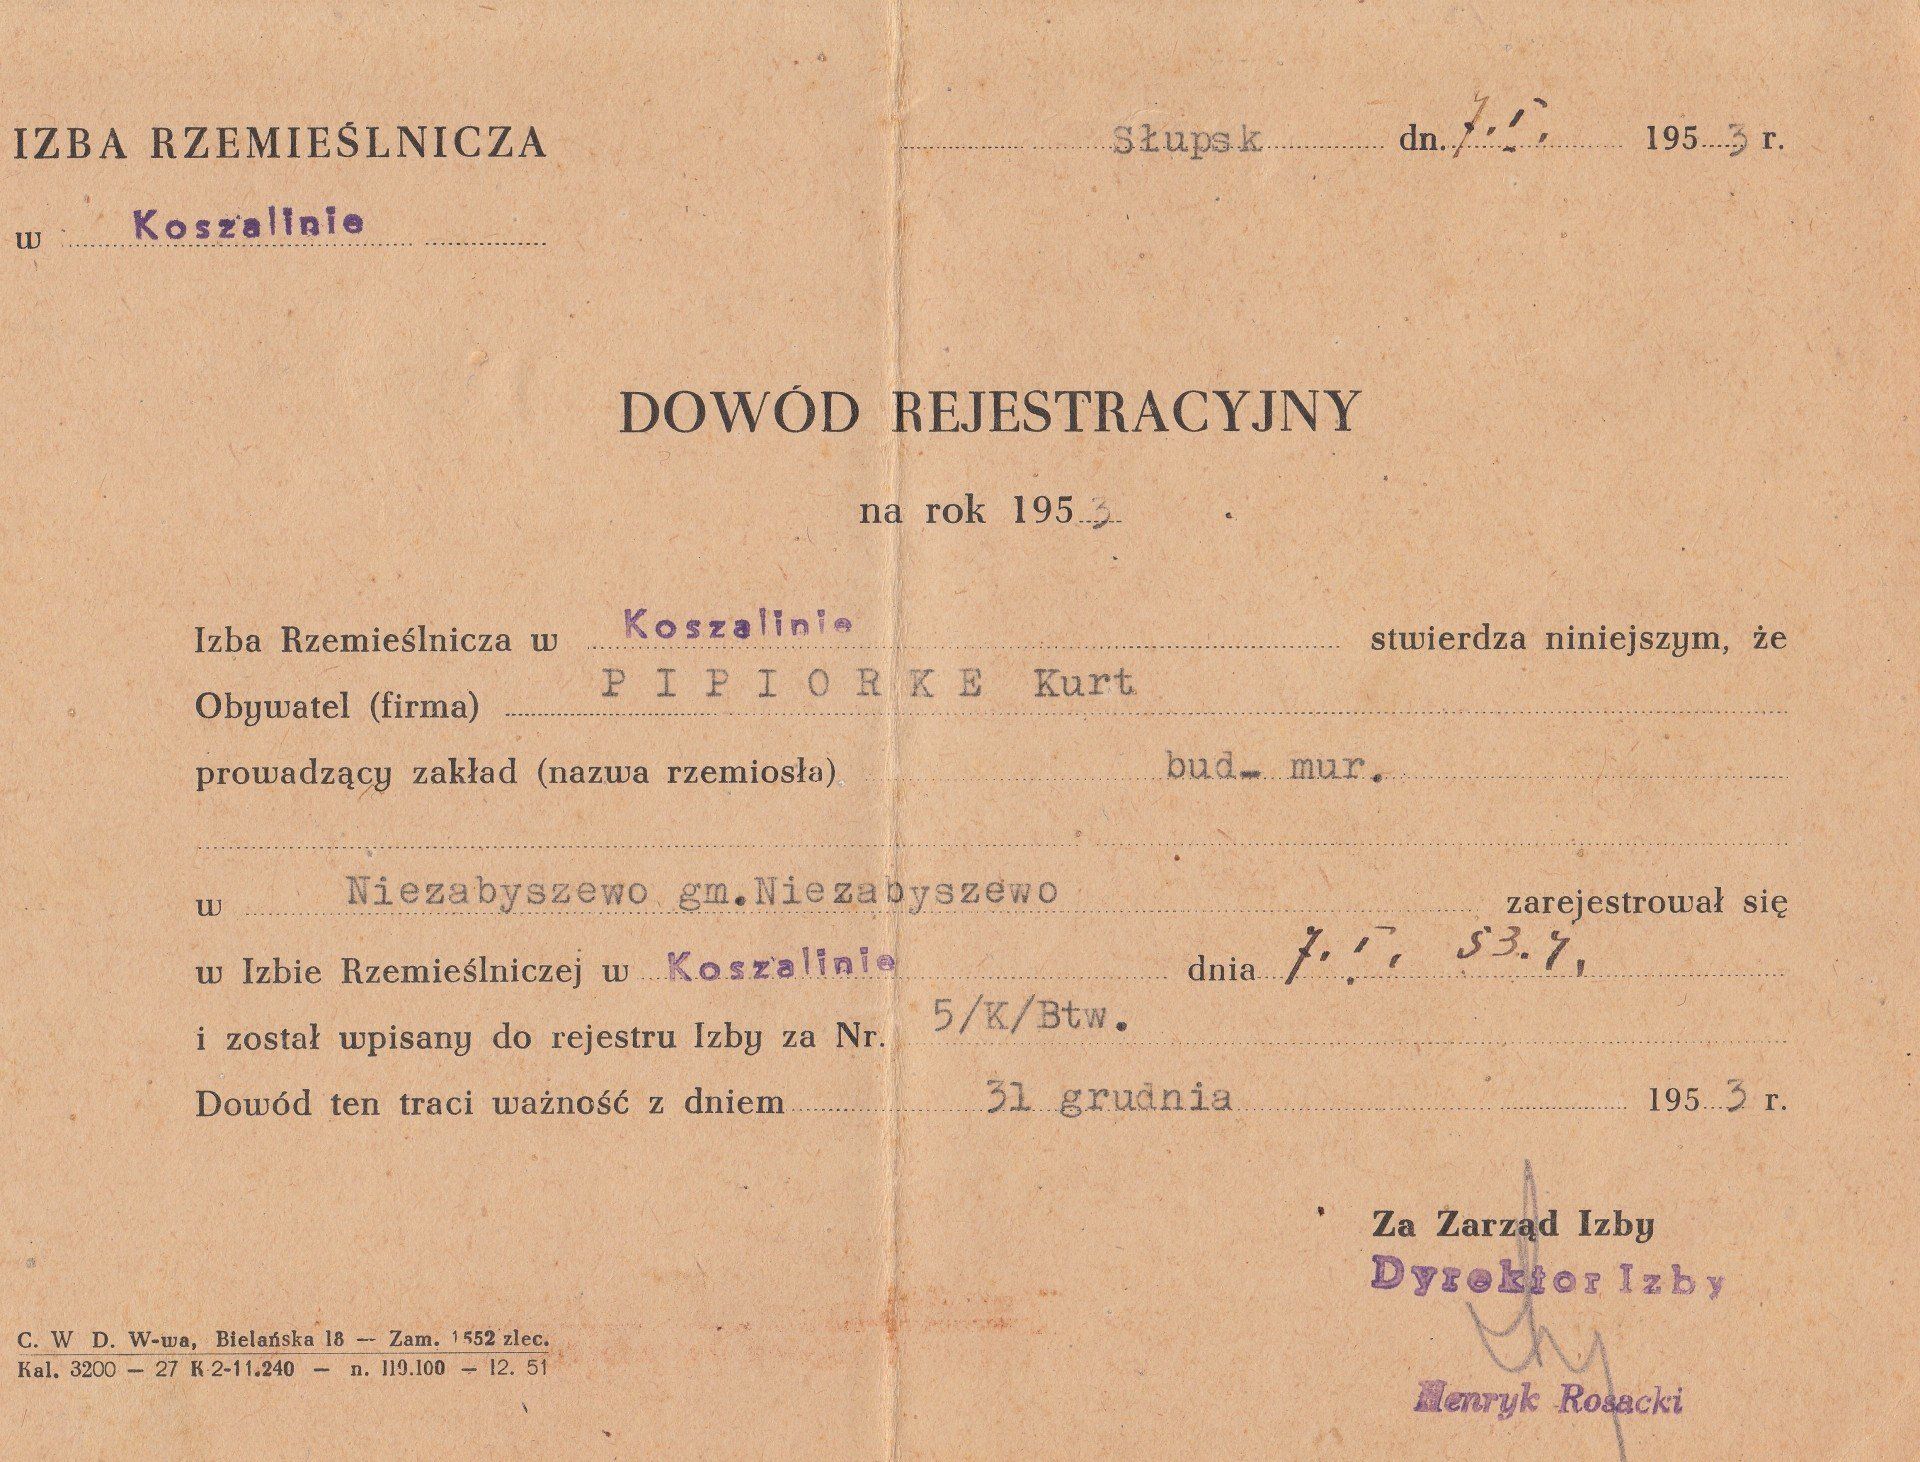 IZBA RZEMIEŚLNICZA
w Koszalinie
Słupsk dn. 7. I. 1953 r.
DOWÓD REJESTRACYJNY
na rok 1953
Izba Rzemieślnicza w Koszalinie stwierdza niniejszym, że
Obywatel (firma) PIPIORKE Kurt
prowadzący zakład (nazwa rzemiosła) bud- mur.
w Niezabyszewo gm.Niezabyszewo zarejestrował się
w Izbie Rzemieślniczej w Koszalinie dnia 7. I. 53.r.
i został wpisany do rejestru Izby za Nr. 5/K/Btw.
Dowód ten traci ważność z dniem 31 grudnia 1953 r.
Za Zarząd Izby
Dyrektor Izby
Henryk Rosacki
C. W D. W-wa, Bielańska 18 — Zam. 1552 zlec.
Kal. 3200 — 27 K 2-11.240 — n. 119.100 — 12. 51